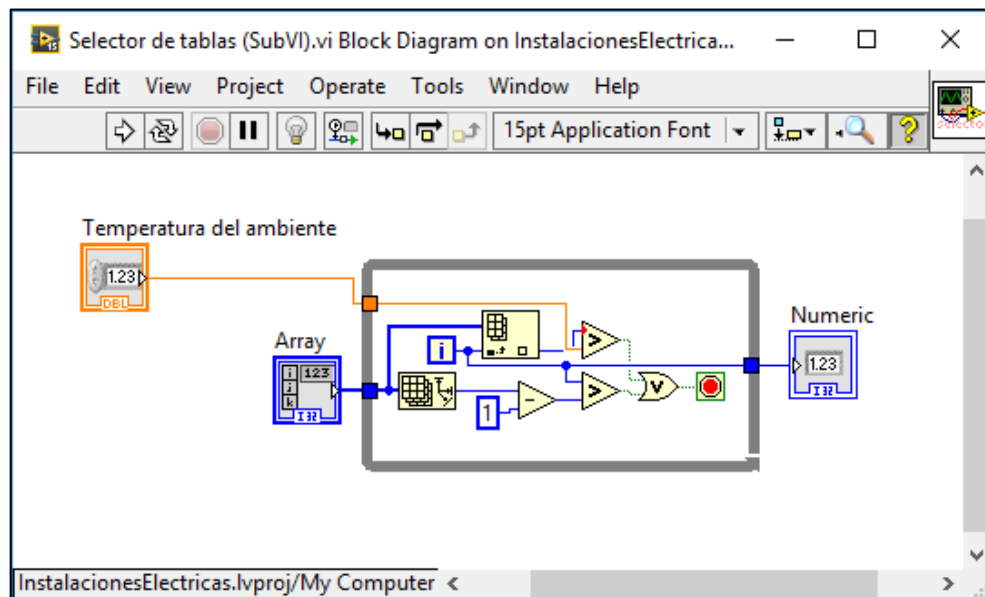 Selector de tablas (SubVI).vi Block Diagram on InstalacionesElectrica...
File Edit View Project Operate Tools Window Help
15pt Application Font
selector
Temperatura del ambiente
1.23
DBL
Array
i 123
j
k
I32
i
1
>
>
-
V
Numeric
1.23
I32
InstalacionesElectricas.lvproj/My Computer